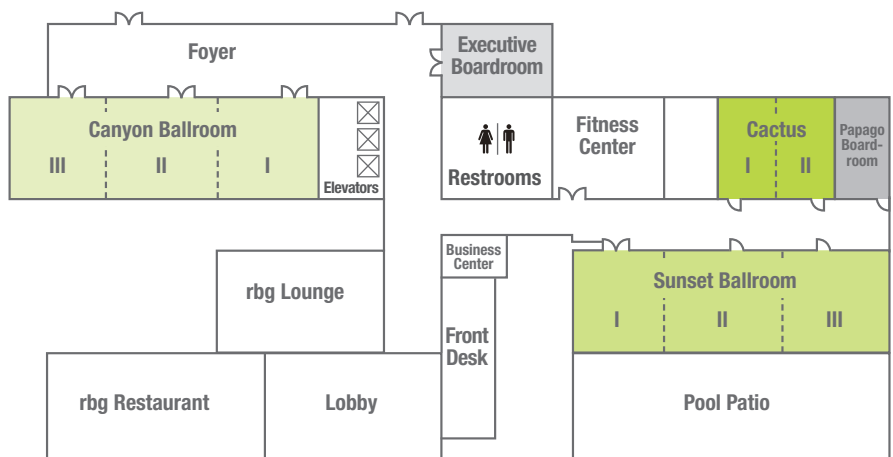 Foyer
Executive
Boardroom
Canyon Ballroom
III
II
I
Elevators
Restrooms
Fitness
Center
Cactus
I
II
Papago
Board-
room
Business
Center
rbg Lounge
Sunset Ballroom
I
II
III
Front
Desk
rbg Restaurant
Lobby
Pool Patio